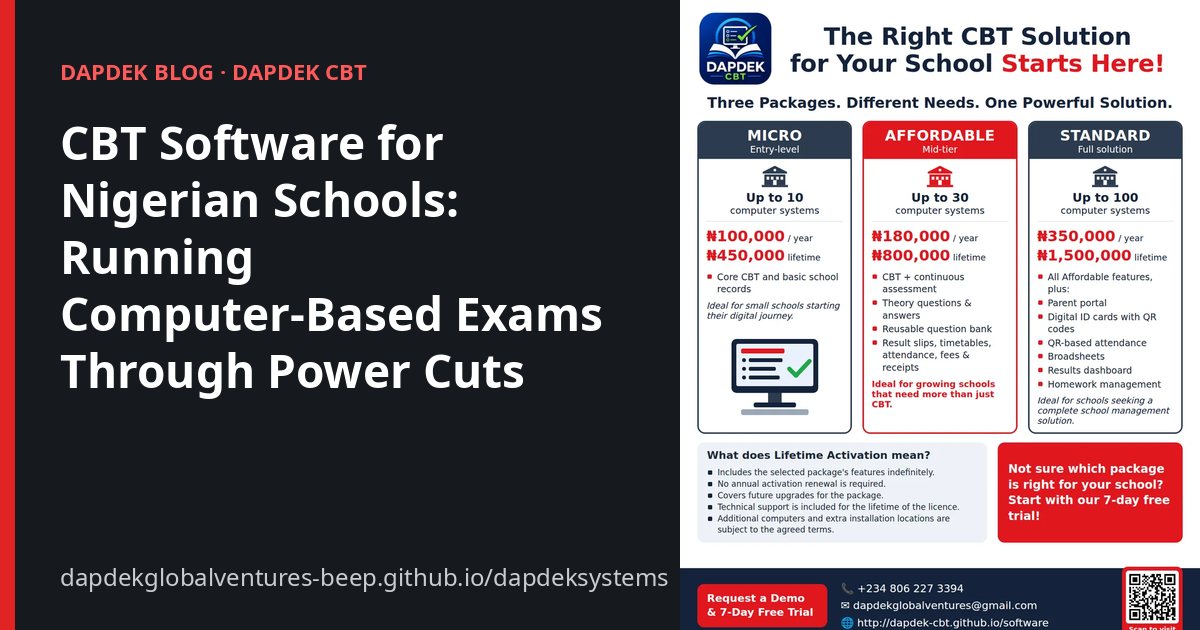 DAPDEK BLOG · DAPDEK CBT
CBT Software for
Nigerian Schools:
Running
Computer-Based Exams
Through Power Cuts
dapdekglobalventures-beep.github.io/dapdeksystems
DAPDEK
CBT
The Right CBT Solution
for Your School Starts Here!
Three Packages. Different Needs. One Powerful Solution.
MICRO
Entry-level
Up to 10
computer systems
₦100,000 / year
₦450,000 lifetime
Core CBT and basic school
records
Ideal for small schools starting
their digital journey.
AFFORDABLE
Mid-tier
Up to 30
computer systems
₦180,000 / year
₦800,000 lifetime
CBT + continuous
assessment
Theory questions &
answers
Reusable question bank
Result slips, timetables,
attendance, fees &
receipts
Ideal for growing schools
that need more than just
CBT.
STANDARD
Full solution
Up to 100
computer systems
₦350,000 / year
₦1,500,000 lifetime
All Affordable features,
plus:
Parent portal
Digital ID cards with QR
codes
QR-based attendance
Broadsheets
Results dashboard
Homework management
Ideal for schools seeking a
complete school management
solution.
What does Lifetime Activation mean?
Includes the selected package's features indefinitely.
No annual activation renewal is required.
Covers future upgrades for the package.
Technical support is included for the lifetime of the licence.
Additional computers and extra installation locations are
subject to the agreed terms.
Not sure which package
is right for your school?
Start with our 7-day free
trial!
Request a Demo
& 7-Day Free Trial
+234 806 227 3394
dapdekglobalventures@gmail.com
http://dapdek-cbt.github.io/software
Scan to visit